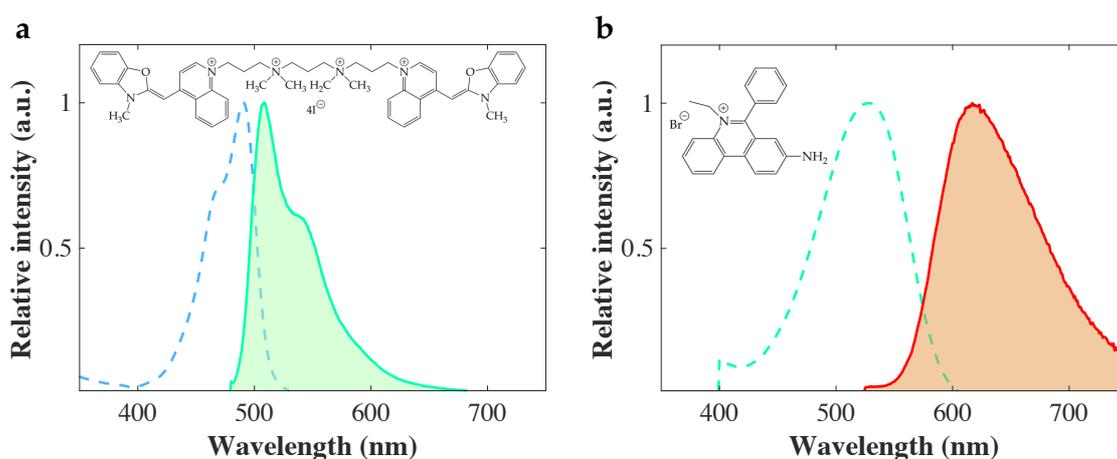 a
Relative intensity (a.u.)
1
0.5
400
500
600
700
Wavelength (nm)
O
N
H₃C
N⊕
N⊕
H₃C
CH₃
N⊕
H₂C
CH₃
N⊕
O
N
CH₃
4I⊖
b
Relative intensity (a.u.)
1
0.5
400
500
600
700
Wavelength (nm)
N⊕
Br⊖
NH₂